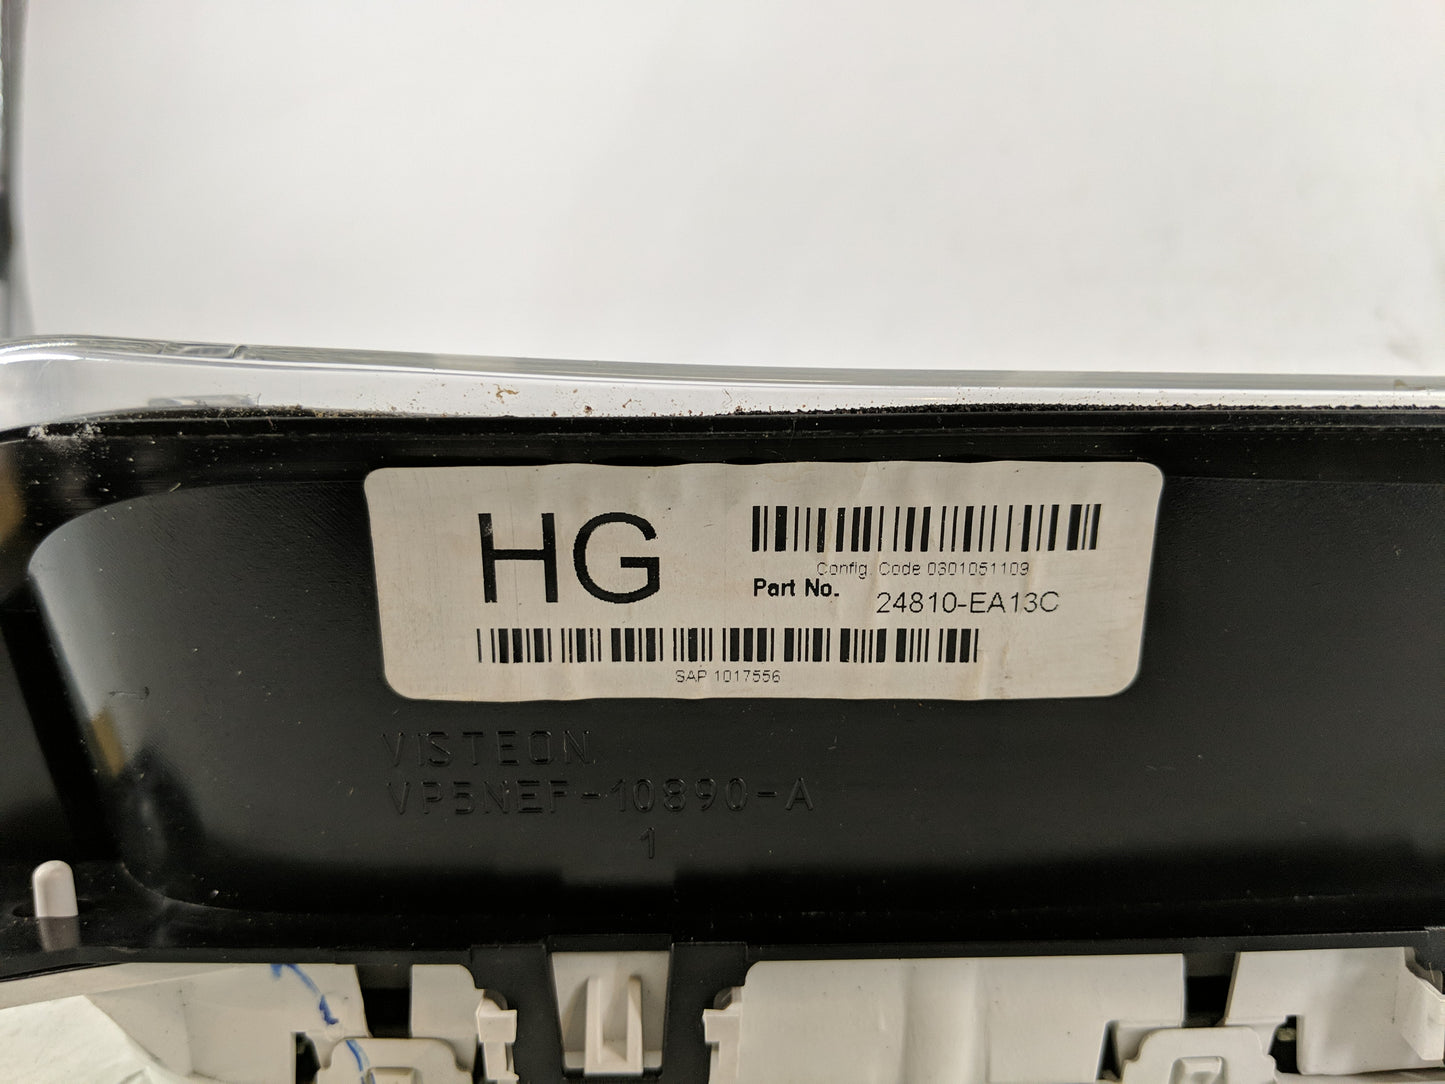 HG
Config. Code 0301051109
Part No. 24810-EA13C
SAP 1017556
VISTEON
VP5NEF-10890-A
1